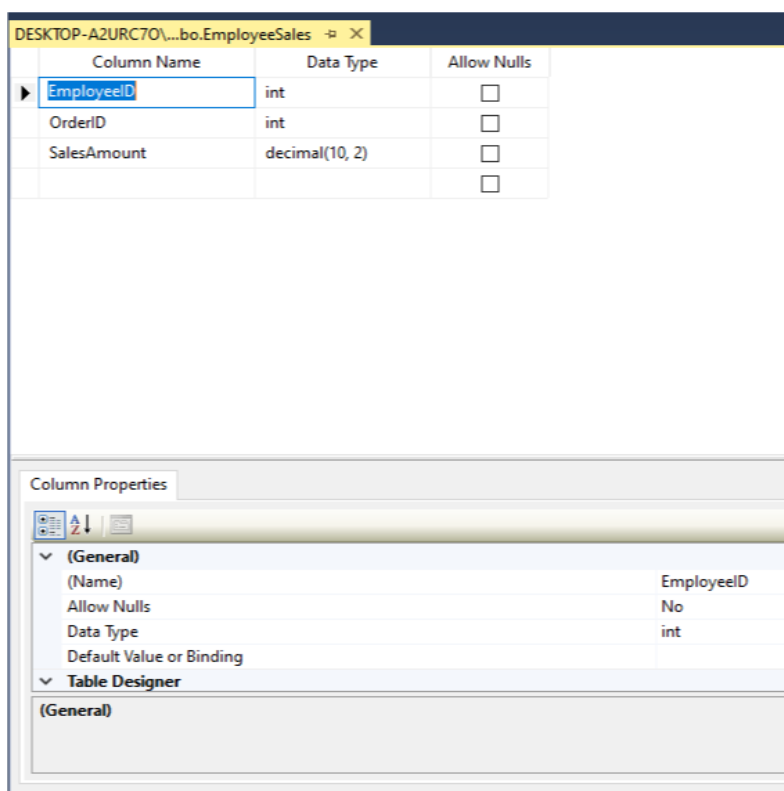 DESKTOP-A2URC7O\...bo.EmployeeSales
Column Name Data Type Allow Nulls
EmployeeID int
OrderID int
SalesAmount decimal(10, 2)
Column Properties
(General)
(Name) EmployeeID
Allow Nulls No
Data Type int
Default Value or Binding
Table Designer
(General)